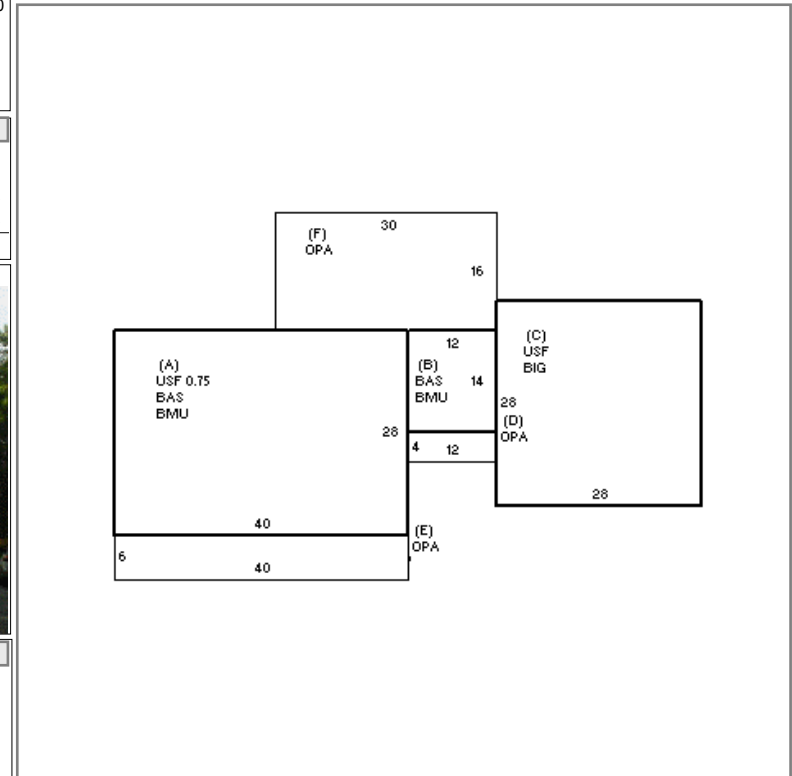 30
(F)
OPA
16
12
(A)
USF 0.75
BAS
BMU
(B)
BAS
BMU
14
(C)
USF
BIG
28
(D)
OPA
28
4
12
28
40
(E)
OPA
6
40